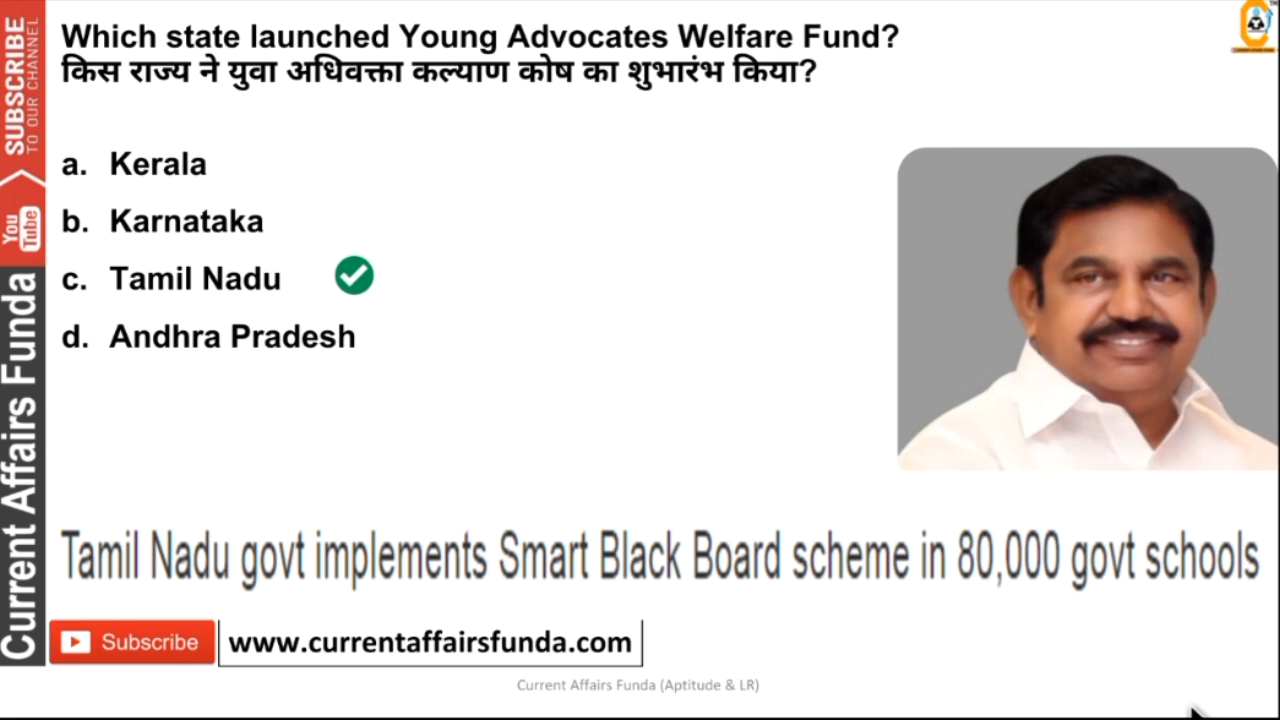 Which state launched Young Advocates Welfare Fund?
किस राज्य ने युवा अधिवक्ता कल्याण कोष का शुभारंभ किया?
a. Kerala
b. Karnataka
c. Tamil Nadu
d. Andhra Pradesh
Tamil Nadu govt implements Smart Black Board scheme in 80,000 govt schools
Subscribe
www.currentaffairsfunda.com
Current Affairs Funda (Aptitude & LR)
SUBSCRIBE
TO OUR CHANNEL
You
Tube
Current Affairs Funda